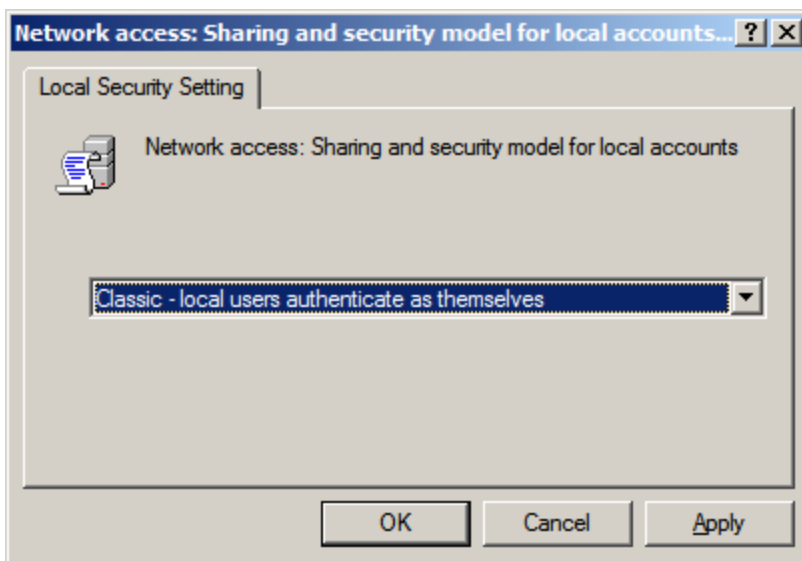 Network access: Sharing and security model for local accounts...
Local Security Setting
Network access: Sharing and security model for local accounts
Classic - local users authenticate as themselves
OK Cancel Apply